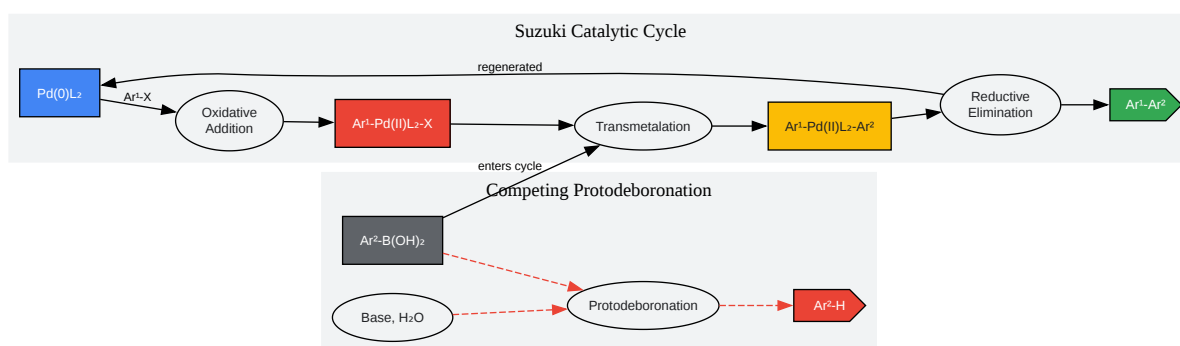 Suzuki Catalytic Cycle
regenerated
Pd(0)L₂
Ar¹-X
Oxidative
Addition
Ar¹-Pd(II)L₂-X
Transmetalation
Ar¹-Pd(II)L₂-Ar²
Reductive
Elimination
Ar¹-Ar²
enters cycle
Competing Protodeboronation
Ar²-B(OH)₂
Base, H₂O
Protodeboronation
Ar²-H